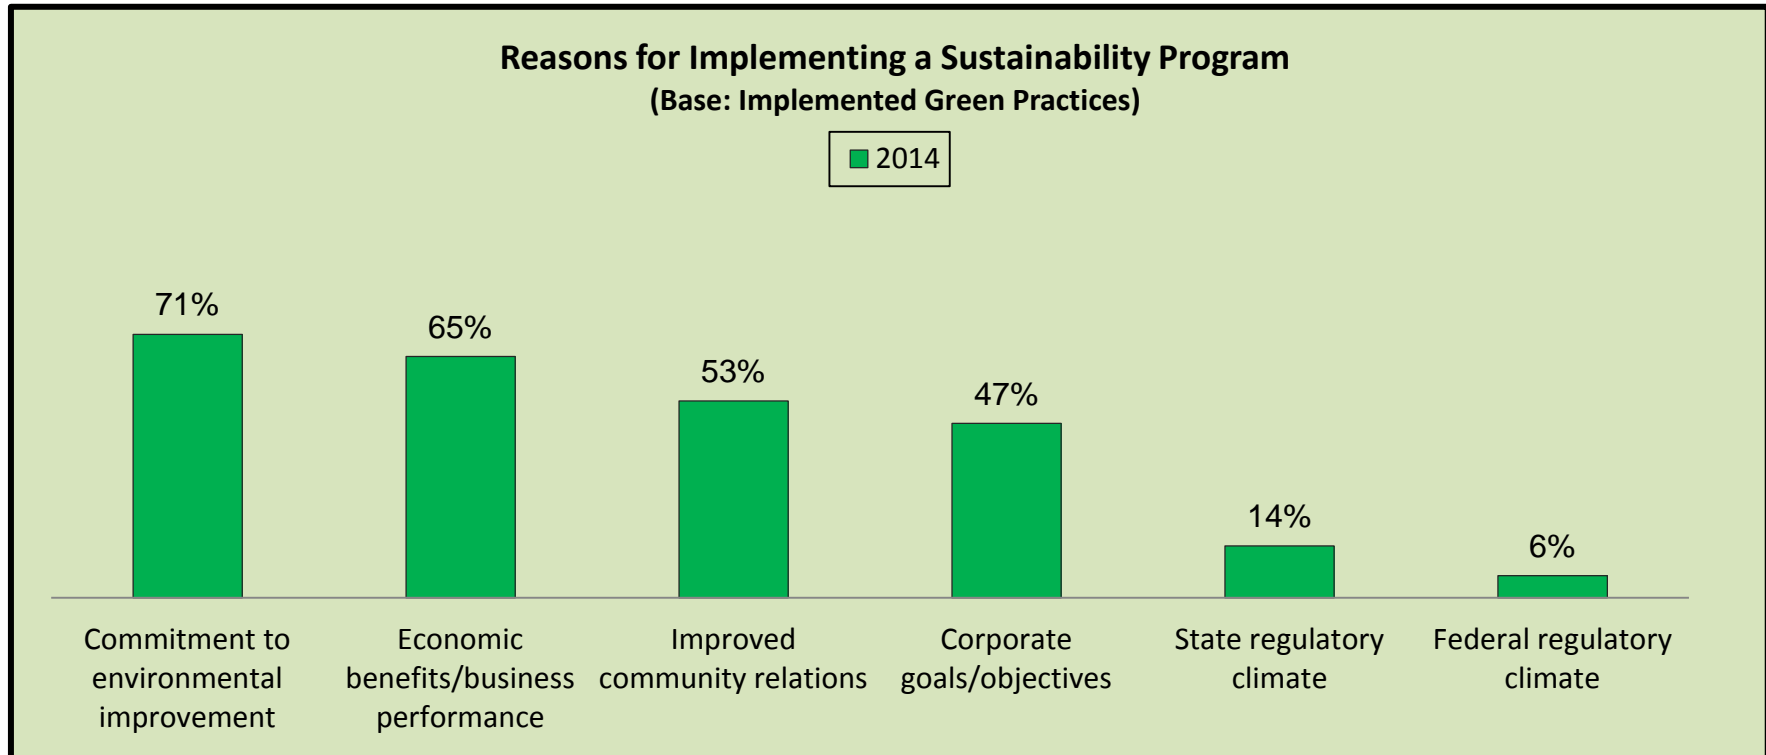 Reasons for Implementing a Sustainability Program
(Base: Implemented Green Practices)
2014
71%
65%
53%
47%
14%
6%
Commitment to
environmental
improvement
Economic
benefits/business
performance
Improved
community relations
Corporate
goals/objectives
State regulatory
climate
Federal regulatory
climate